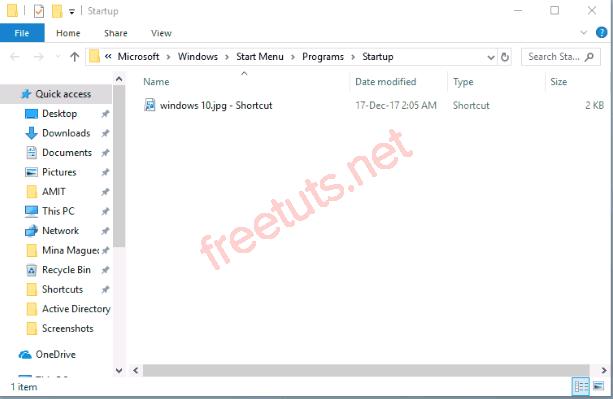 Startup
File Home Share View
« Microsoft > Windows > Start Menu > Programs > Startup
Search Sta...
Name Date modified Type Size
Quick access
windows 10.jpg - Shortcut 17-Dec-17 2:05 AM Shortcut 2 KB
Desktop
Downloads
Documents
Pictures
AMIT
This PC
Network
Mina Magued
Recycle Bin
Shortcuts
Active Directory
Screenshots
OneDrive
1 item
freetuts.net